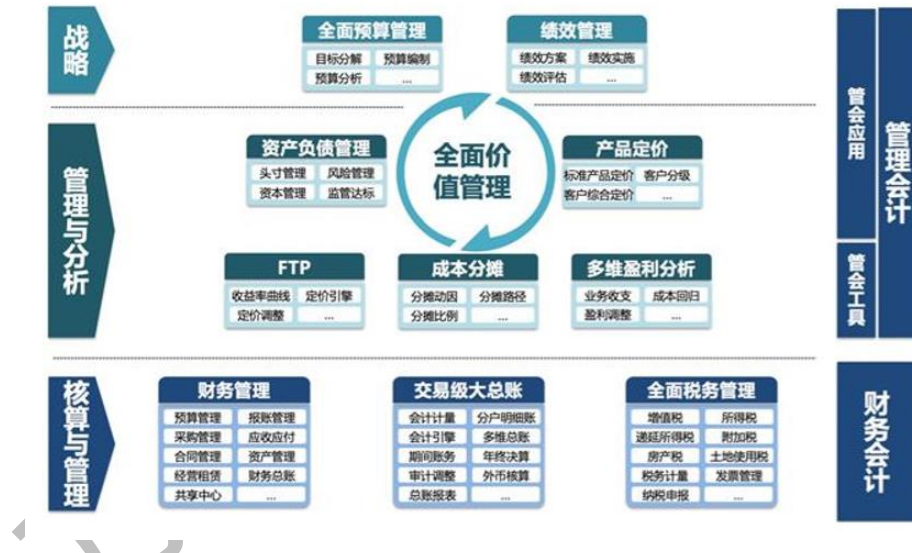 战略
全面预算管理
目标分解 预算编制
预算分析 ...
绩效管理
绩效方案 绩效实施
绩效评估 ...
管理与分析
资产负债管理
头寸管理 风险管理
资本管理 监管达标
全面价
值管理
产品定价
标准产品定价 客户分级
客户综合定价 ...
FTP
收益率曲线 定价引擎
定价调整 ...
成本分摊
分摊动因 分摊路径
分摊比例 ...
多维盈利分析
业务收支 成本回归
盈利调整 ...
管会应用
管会工具
管理会计
核算与管理
财务管理
预算管理 报账管理
采购管理 应收应付
合同管理 资产管理
经营租赁 财务总账
共享中心 ...
交易级大总账
会计计量 分户明细账
会计引擎 多维总账
期间账务 年终决算
审计调整 外币核算
总账报表 ...
全面税务管理
增值税 所得税
递延所得税 附加税
房产税 土地使用税
税务计量 发票管理
纳税申报 ...
财务会计